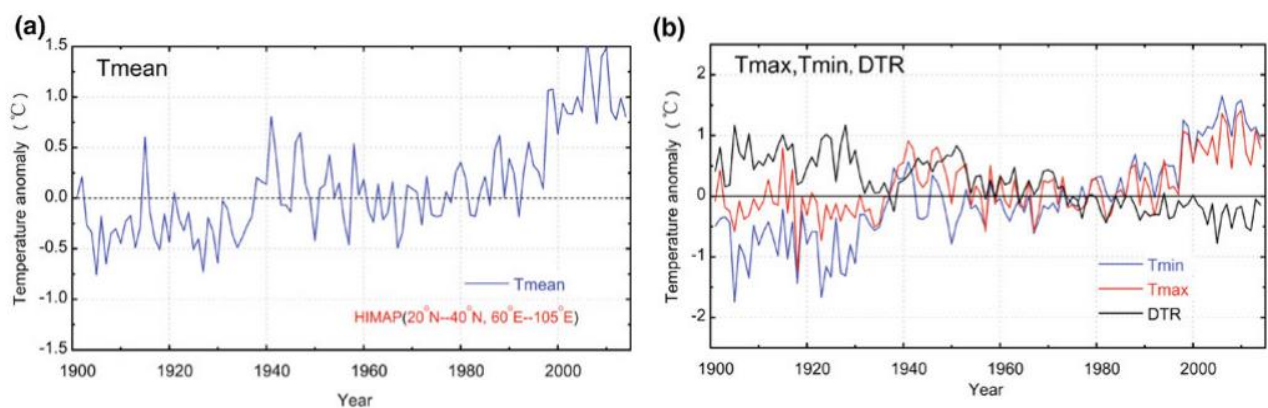 (a)
1.5
1.0
0.5
0.0
-0.5
-1.0
-1.5
Temperature anomaly (℃)
Tmean
Tmean
HIMAP(20°N--40°N, 60°E--105°E)
1900 1920 1940 1960 1980 2000
Year
(b)
2
1
0
-1
-2
Temperature anomaly (℃)
Tmax,Tmin, DTR
Tmin
Tmax
DTR
1900 1920 1940 1960 1980 2000
Year